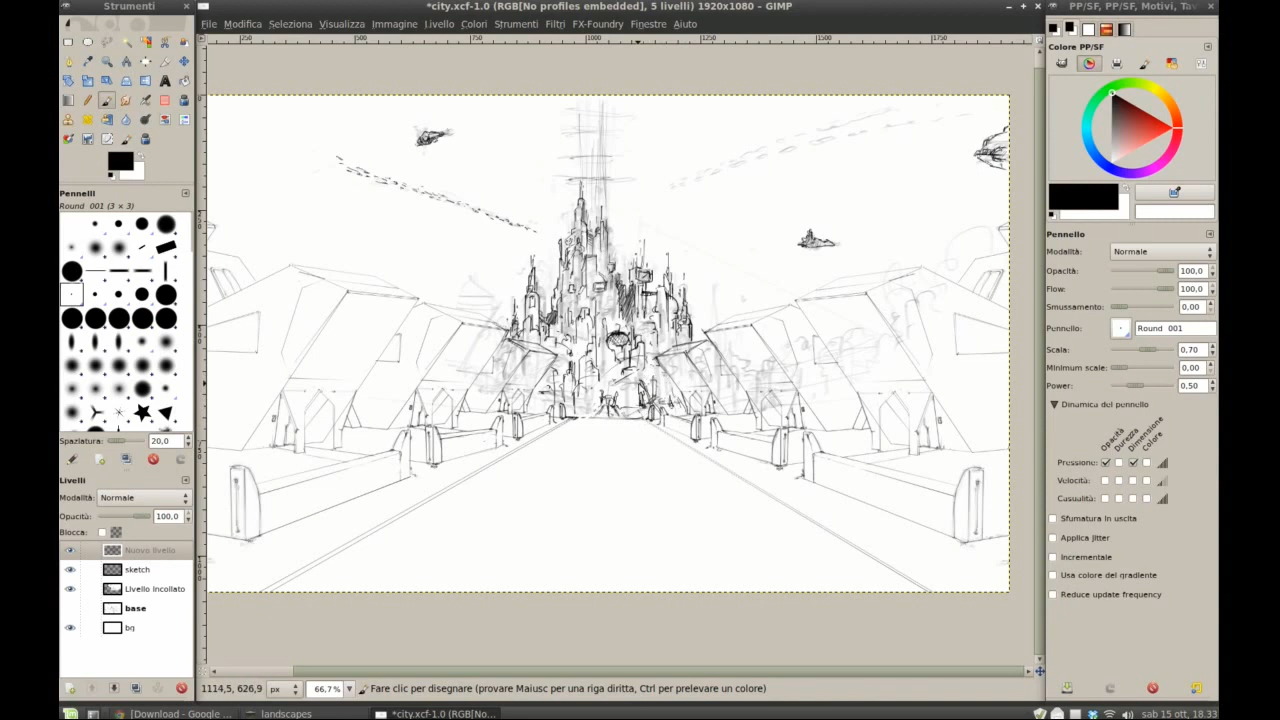 Strumenti
*city.xcf-1.0 (RGB[No profiles embedded], 5 livelli) 1920x1080 – GIMP
PP/SF, PP/SF, Motivi, Tav
File Modifica Seleziona Visualizza Immagine Livello Colori Strumenti Filtri FX-Foundry Finestre Aiuto
250 500 750 1000 1250 1500 1750
Colore PP/SF
Pennelli
Round 001 (3 × 3)
Spaziatura: 20,0
Livelli
Modalità: Normale
Opacità: 100,0
Blocca:
Nuovo livello
sketch
Livello Incollato
base
bg
Pennello
Modalità: Normale
Opacità: 100,0
Flow: 100,0
Smussamento: 0,00
Pennello: Round 001
Scala: 0,70
Minimum scale: 0,00
Power: 0,50
Dinamica del pennello
Opacità Durezza Dimensione Colore
Pressione:
Velocità:
Casualità:
Sfumatura in uscita
Applica jitter
Incrementale
Usa colore del gradiente
Reduce update frequency
1114,5, 626,9 px 66,7% Fare clic per disegnare (provare Maiusc per una riga diritta, Ctrl per prelevare un colore)
[Download - Google ... landscapes *city.xcf-1.0 (RGB[No... sab 15 ott, 18.33